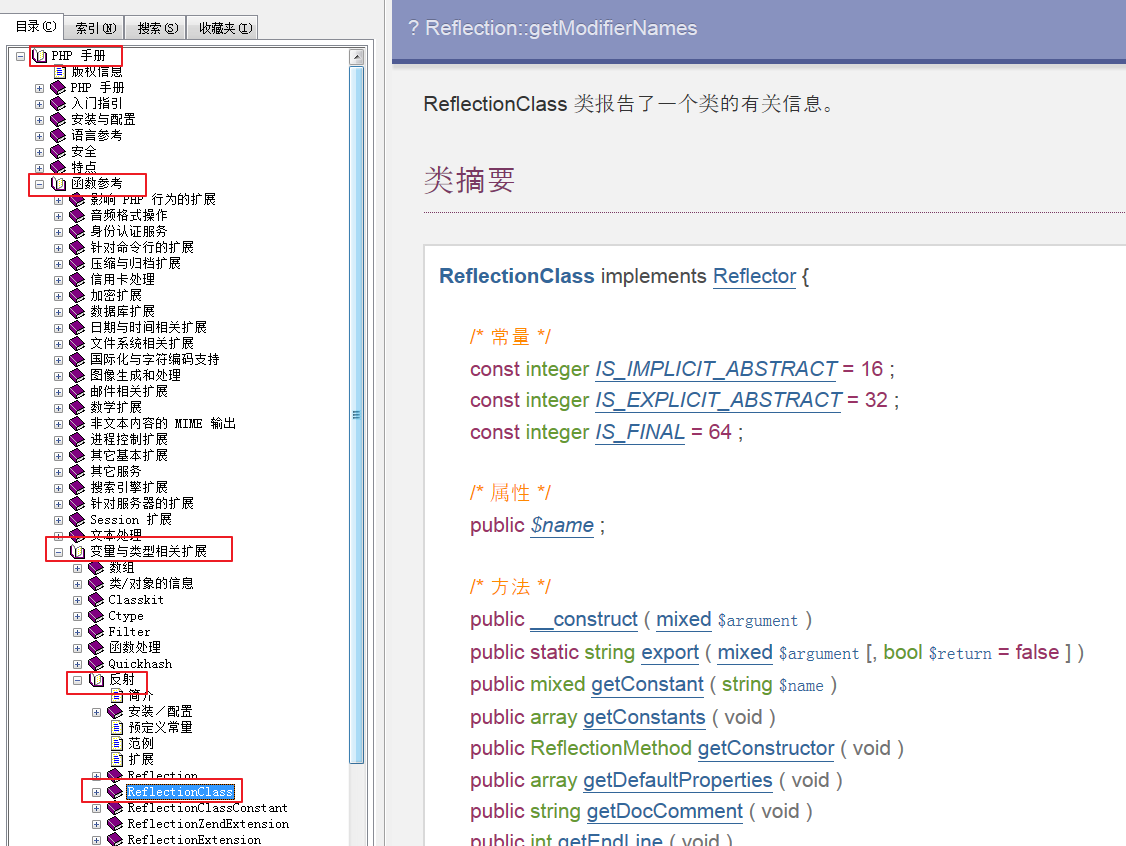 目录(C) 索引(N) 搜索(S) 收藏夹(I)
PHP 手册
版权信息
PHP 手册
入门指引
安装与配置
语言参考
安全
特点
函数参考
影响 PHP 行为的扩展
音频格式操作
身份认证服务
针对命令行的扩展
压缩与归档扩展
信用卡处理
加密扩展
数据库扩展
日期与时间相关扩展
文件系统相关扩展
国际化与字符编码支持
图像生成和处理
邮件相关扩展
数学扩展
非文本内容的 MIME 输出
进程控制扩展
其它基本扩展
其它服务
搜索引擎扩展
针对服务器的扩展
Session 扩展
文本处理
变量与类型相关扩展
数组
类/对象的信息
Classkit
Ctype
Filter
函数处理
Quickhash
反射
简介
安装／配置
预定义常量
范例
扩展
Reflection
ReflectionClass
ReflectionClassConstant
ReflectionZendExtension
ReflectionExtension
? Reflection::getModifierNames
ReflectionClass 类报告了一个类的有关信息。
类摘要
ReflectionClass implements Reflector {
/* 常量 */
const integer IS_IMPLICIT_ABSTRACT = 16 ;
const integer IS_EXPLICIT_ABSTRACT = 32 ;
const integer IS_FINAL = 64 ;
/* 属性 */
public $name ;
/* 方法 */
public __construct ( mixed $argument )
public static string export ( mixed $argument [, bool $return = false ] )
public mixed getConstant ( string $name )
public array getConstants ( void )
public ReflectionMethod getConstructor ( void )
public array getDefaultProperties ( void )
public string getDocComment ( void )
public int getEndLine ( void )